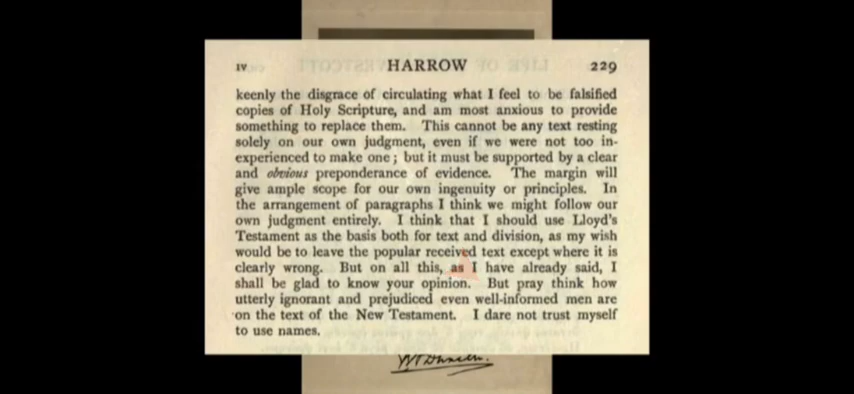 IV HARROW 229
keenly the disgrace of circulating what I feel to be falsified
copies of Holy Scripture, and am most anxious to provide
something to replace them. This cannot be any text resting
solely on our own judgment, even if we were not too in-
experienced to make one; but it must be supported by a clear
and obvious preponderance of evidence. The margin will
give ample scope for our own ingenuity or principles. In
the arrangement of paragraphs I think we might follow our
own judgment entirely. I think that I should use Lloyd's
Testament as the basis both for text and division, as my wish
would be to leave the popular received text except where it is
clearly wrong. But on all this, as I have already said, I
shall be glad to know your opinion. But pray think how
utterly ignorant and prejudiced even well-informed men are
on the text of the New Testament. I dare not trust myself
to use names.